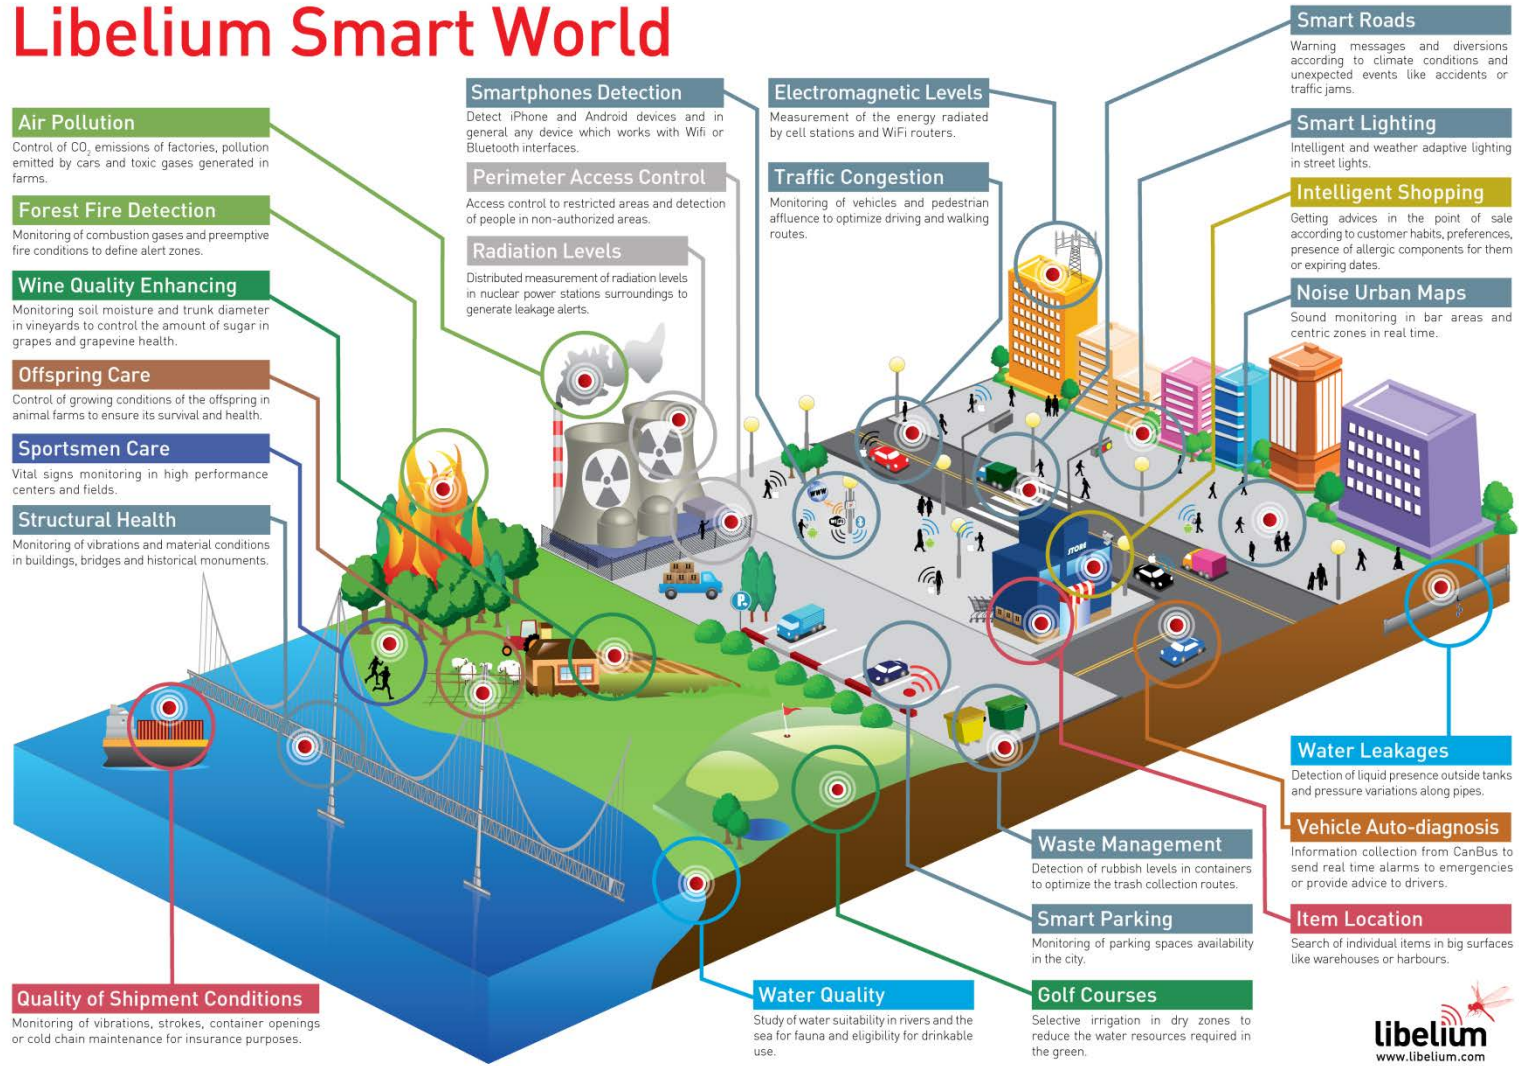 Libelium Smart World
Air Pollution
Control of CO₂ emissions of factories, pollution
emitted by cars and toxic gases generated in
farms.
Forest Fire Detection
Monitoring of combustion gases and preemptive
fire conditions to define alert zones.
Wine Quality Enhancing
Monitoring soil moisture and trunk diameter
in vineyards to control the amount of sugar in
grapes and grapevine health.
Offspring Care
Control of growing conditions of the offspring in
animal farms to ensure its survival and health.
Sportsmen Care
Vital signs monitoring in high performance
centers and fields.
Structural Health
Monitoring of vibrations and material conditions
in buildings, bridges and historical monuments.
Quality of Shipment Conditions
Monitoring of vibrations, strokes, container openings
or cold chain maintenance for insurance purposes.
Smartphones Detection
Detect iPhone and Android devices and in
general any device which works with Wifi or
Bluetooth interfaces.
Perimeter Access Control
Access control to restricted areas and detection
of people in non-authorized areas.
Radiation Levels
Distributed measurement of radiation levels
in nuclear power stations surroundings to
generate leakage alerts.
Electromagnetic Levels
Measurement of the energy radiated
by cell stations and WiFi routers.
Traffic Congestion
Monitoring of vehicles and pedestrian
affluence to optimize driving and walking
routes.
Smart Roads
Warning messages and diversions
according to climate conditions and
unexpected events like accidents or
traffic jams.
Smart Lighting
Intelligent and weather adaptive lighting
in street lights.
Intelligent Shopping
Getting advices in the point of sale
according to customer habits, preferences,
presence of allergic components for them
or expiring dates.
Noise Urban Maps
Sound monitoring in bar areas and
centric zones in real time.
www
WiFi
STORE
P
Water Leakages
Detection of liquid presence outside tanks
and pressure variations along pipes.
Vehicle Auto-diagnosis
Information collection from CanBus to
send real time alarms to emergencies
or provide advice to drivers.
Item Location
Search of individual items in big surfaces
like warehouses or harbours.
Waste Management
Detection of rubbish levels in containers
to optimize the trash collection routes.
Smart Parking
Monitoring of parking spaces availability
in the city.
Golf Courses
Selective irrigation in dry zones to
reduce the water resources required in
the green.
Water Quality
Study of water suitability in rivers and the
sea for fauna and eligibility for drinkable
use.
libelium
www.libelium.com